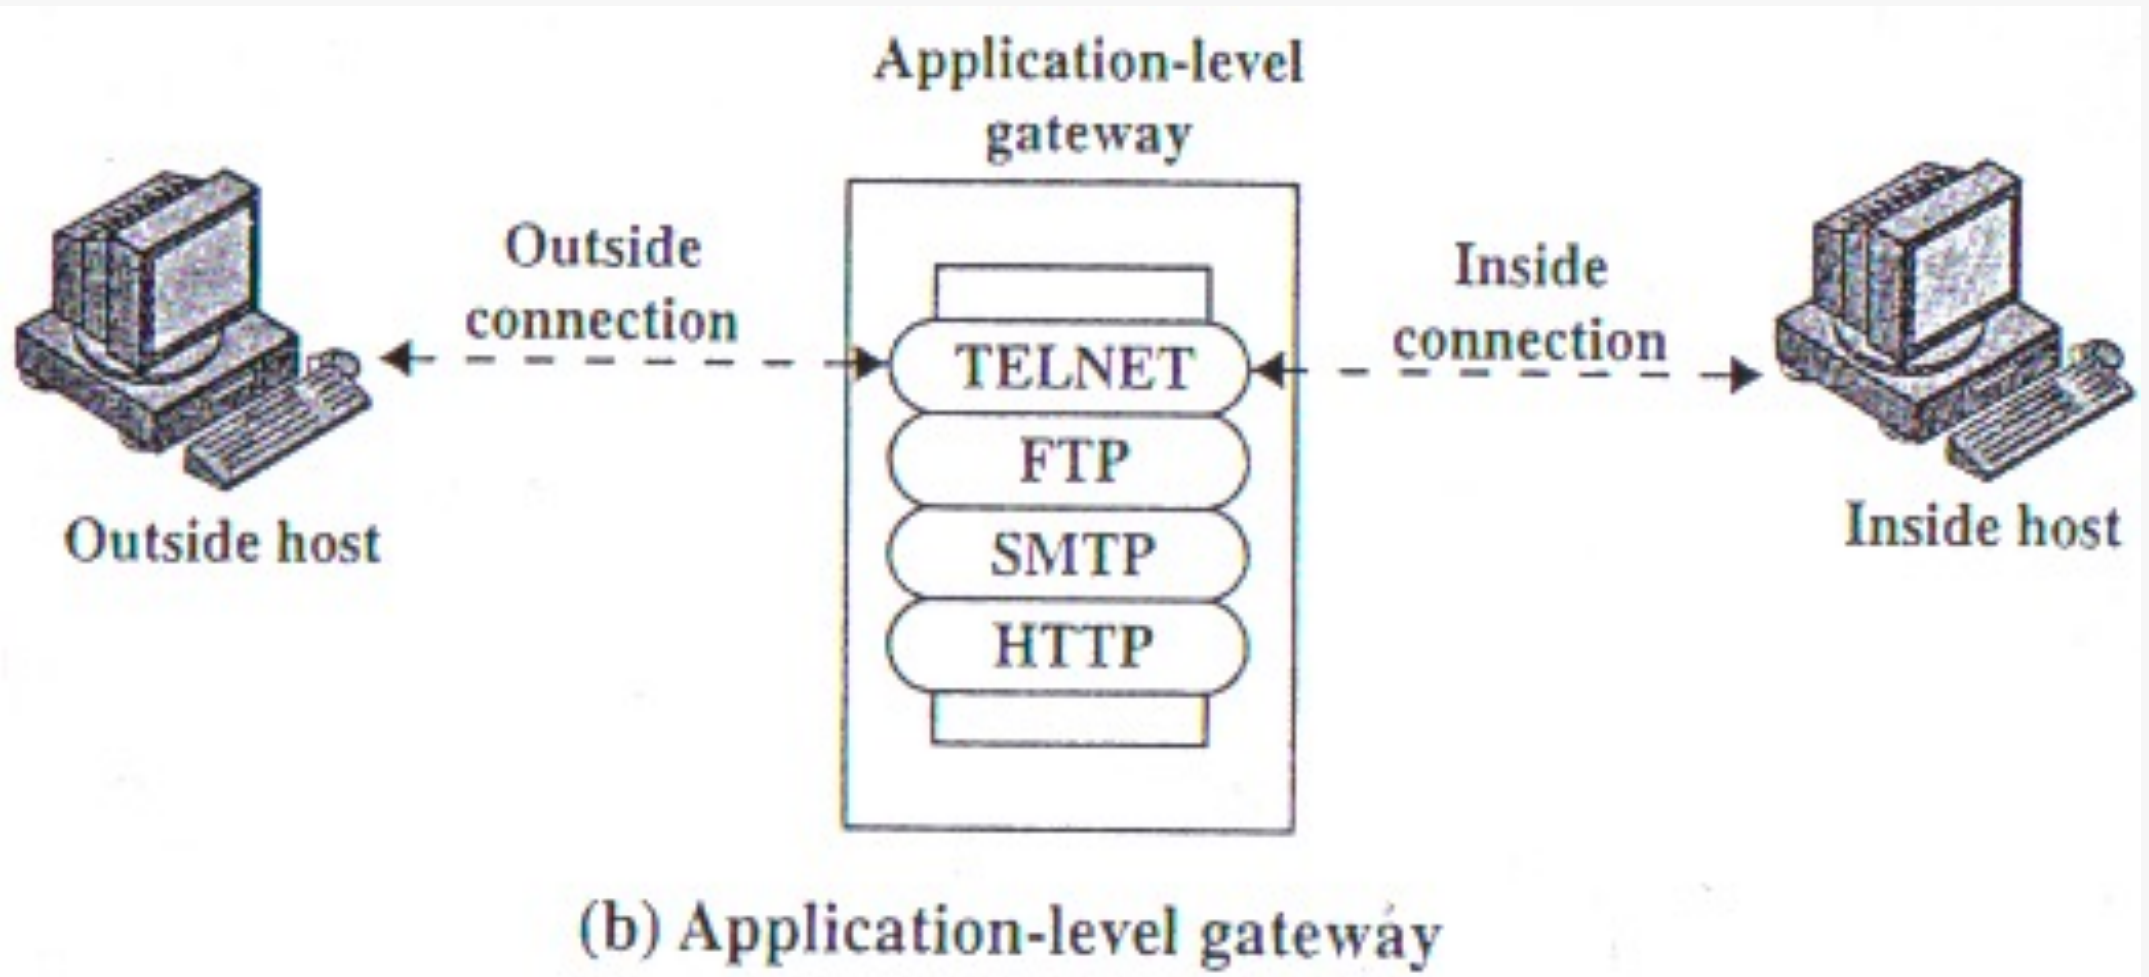 Application-level
gateway
Outside
connection
Inside
connection
TELNET
FTP
SMTP
HTTP
Outside host
Inside host
(b) Application-level gateway